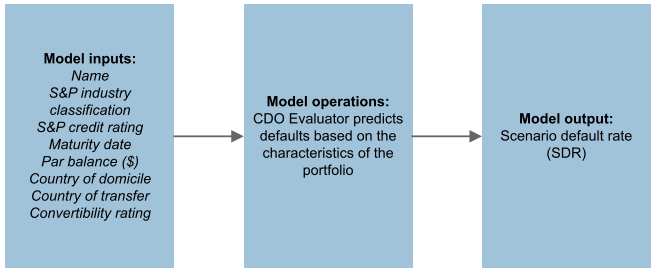 Model inputs:
Name
S&P industry
classification
S&P credit rating
Maturity date
Par balance ($)
Country of domicile
Country of transfer
Convertibility rating
Model operations:
CDO Evaluator predicts
defaults based on the
characteristics of the
portfolio
Model output:
Scenario default rate
(SDR)